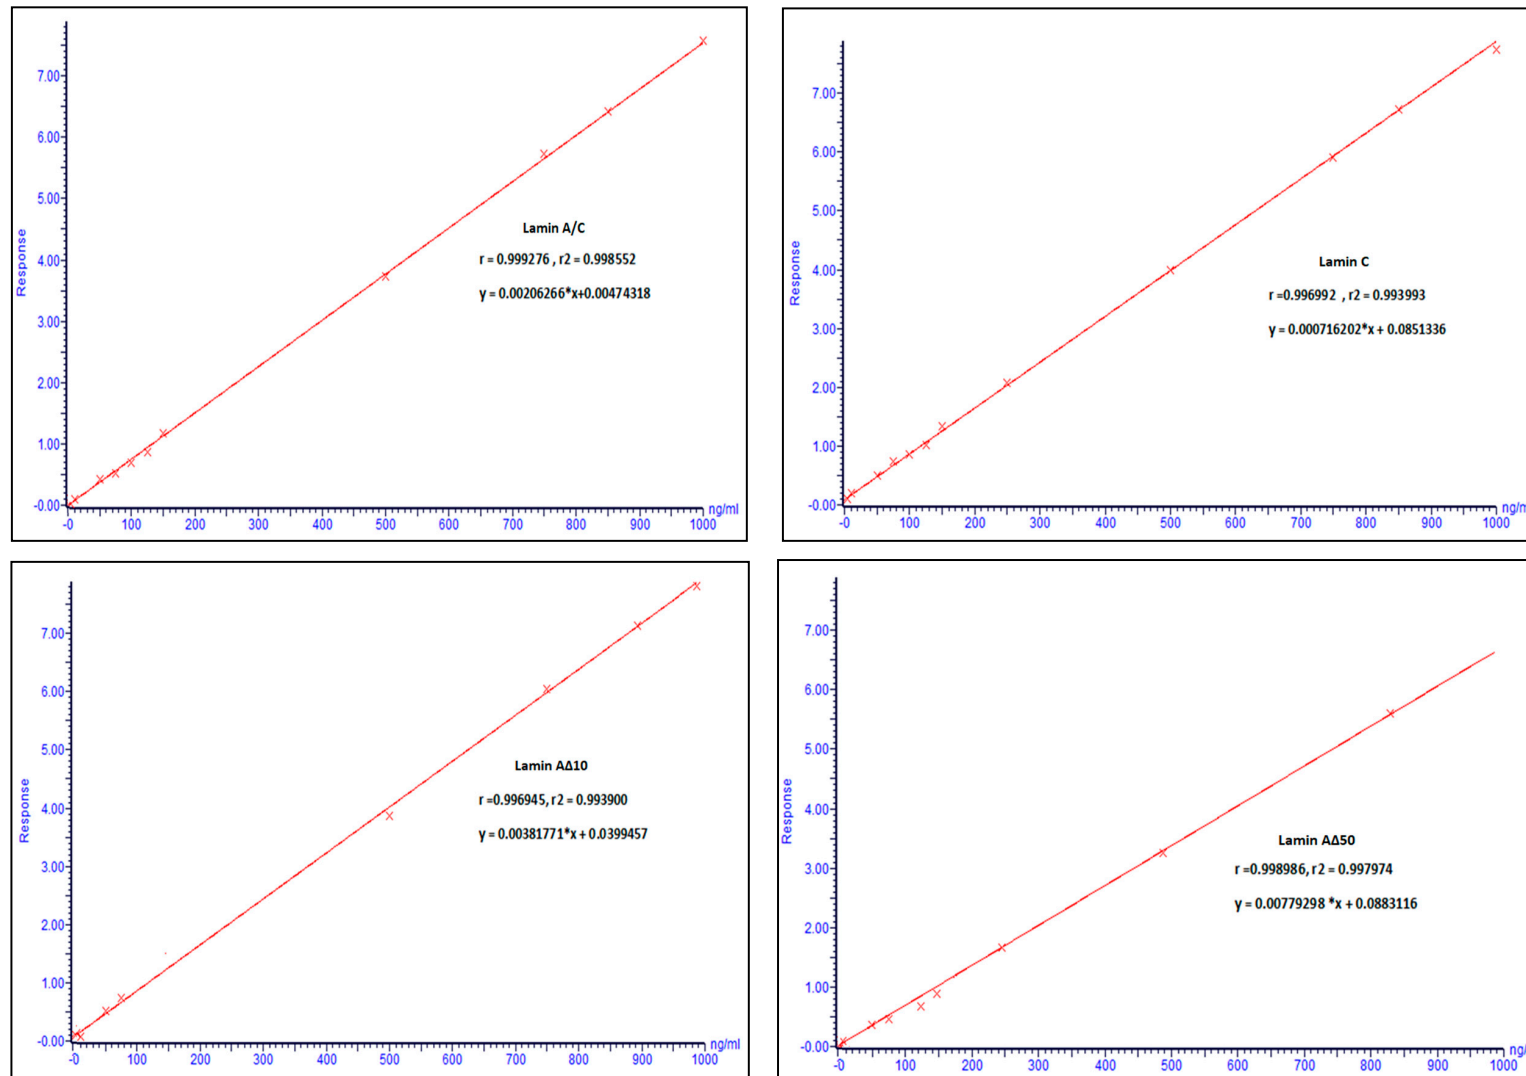 7.00
6.00
5.00
4.00
3.00
2.00
1.00
-0.00
Response
Lamin A/C
r = 0.999276 , r2 = 0.998552
y = 0.00206266*x+0.00474318
-0 100 200 300 400 500 600 700 800 900 1000 ng/ml
7.00
6.00
5.00
4.00
3.00
2.00
1.00
-0.00
Response
Lamin C
r =0.996992 , r2 = 0.993993
y = 0.000716202*x + 0.0851336
-0 100 200 300 400 500 600 700 800 900 1000 ng/m
7.00
6.00
5.00
4.00
3.00
2.00
1.00
-0.00
Response
Lamin AΔ10
r =0.996945, r2 = 0.993900
y = 0.00381771*x + 0.0399457
-0 100 200 300 400 500 600 700 800 900 1000 ng/ml
7.00
6.00
5.00
4.00
3.00
2.00
1.00
-0.00
Response
Lamin AΔ50
r =0.998986, r2 = 0.997974
y = 0.00779298 *x + 0.0883116
-0 100 200 300 400 500 600 700 800 900 1000 ng/